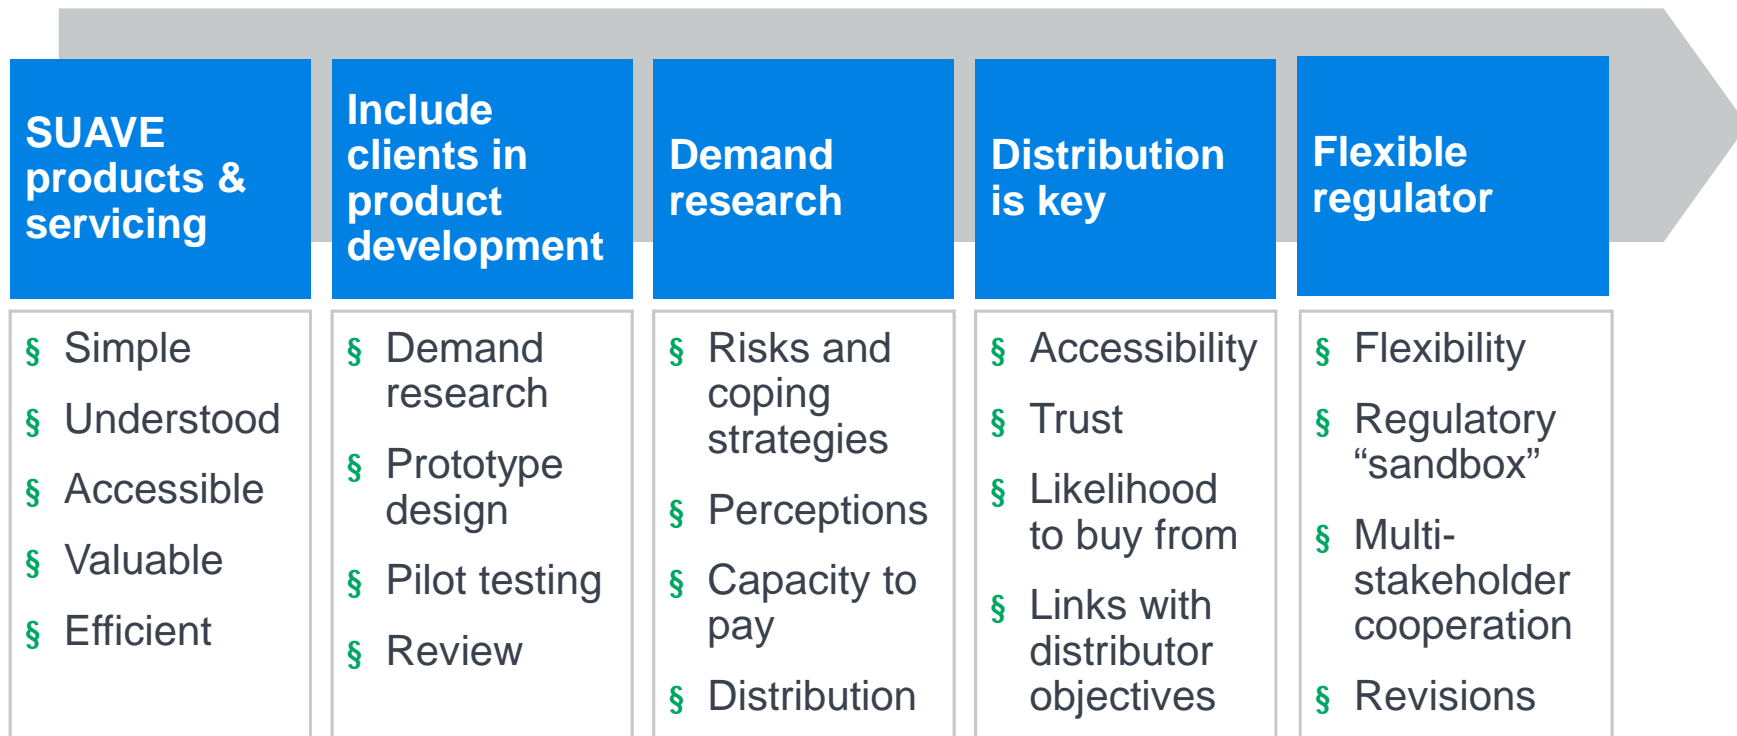 SUAVE
products &
servicing
Include
clients in
product
development
Demand
research
Distribution
is key
Flexible
regulator
§ Simple
§ Understood
§ Accessible
§ Valuable
§ Efficient
§ Demand
research
§ Prototype
design
§ Pilot testing
§ Review
§ Risks and
coping
strategies
§ Perceptions
§ Capacity to
pay
§ Distribution
§ Accessibility
§ Trust
§ Likelihood
to buy from
§ Links with
distributor
objectives
§ Flexibility
§ Regulatory
“sandbox”
§ Multi-
stakeholder
cooperation
§ Revisions